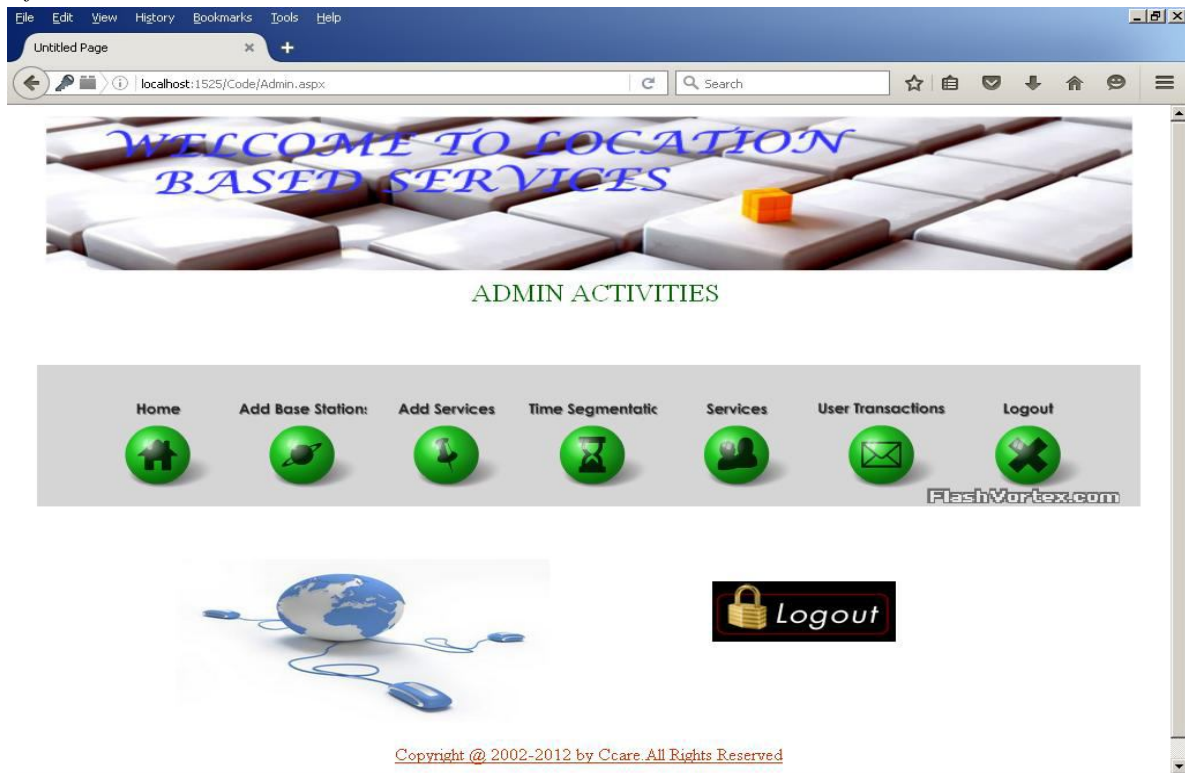 File Edit View History Bookmarks Tools Help
Untitled Page
localhost:1525/Code/Admin.aspx
Search
WELCOME TO LOCATION
BASED SERVICES
ADMIN ACTIVITIES
Home Add Base Station: Add Services Time Segmentatic Services User Transactions Logout
FlashVortex.com
Logout
Copyright @ 2002-2012 by Ccare.All Rights Reserved